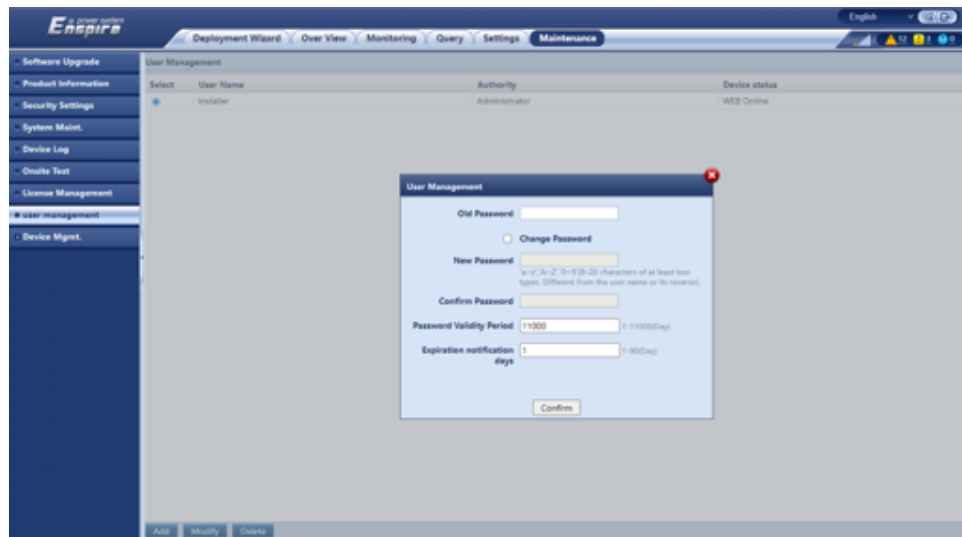 English
Enspire
Deployment Wizard Over View Monitoring Query Settings Maintenance
Software Upgrade
Product Information
Security Settings
System Maint.
Device Log
Onsite Test
License Management
user management
Device Mgmt.
User Management
Select User Name Authority Device status
installer Administrator WEB Online
User Management
Old Password
Change Password
New Password
'a~z','A~Z','0~9'(8-20 characters of at least two
types. Different from the user name or its reverse).
Confirm Password
Password Validity Period 11000 1-11000(Day)
Expiration notification 1 1-90(Day)
days
Confirm
Add Modify Delete